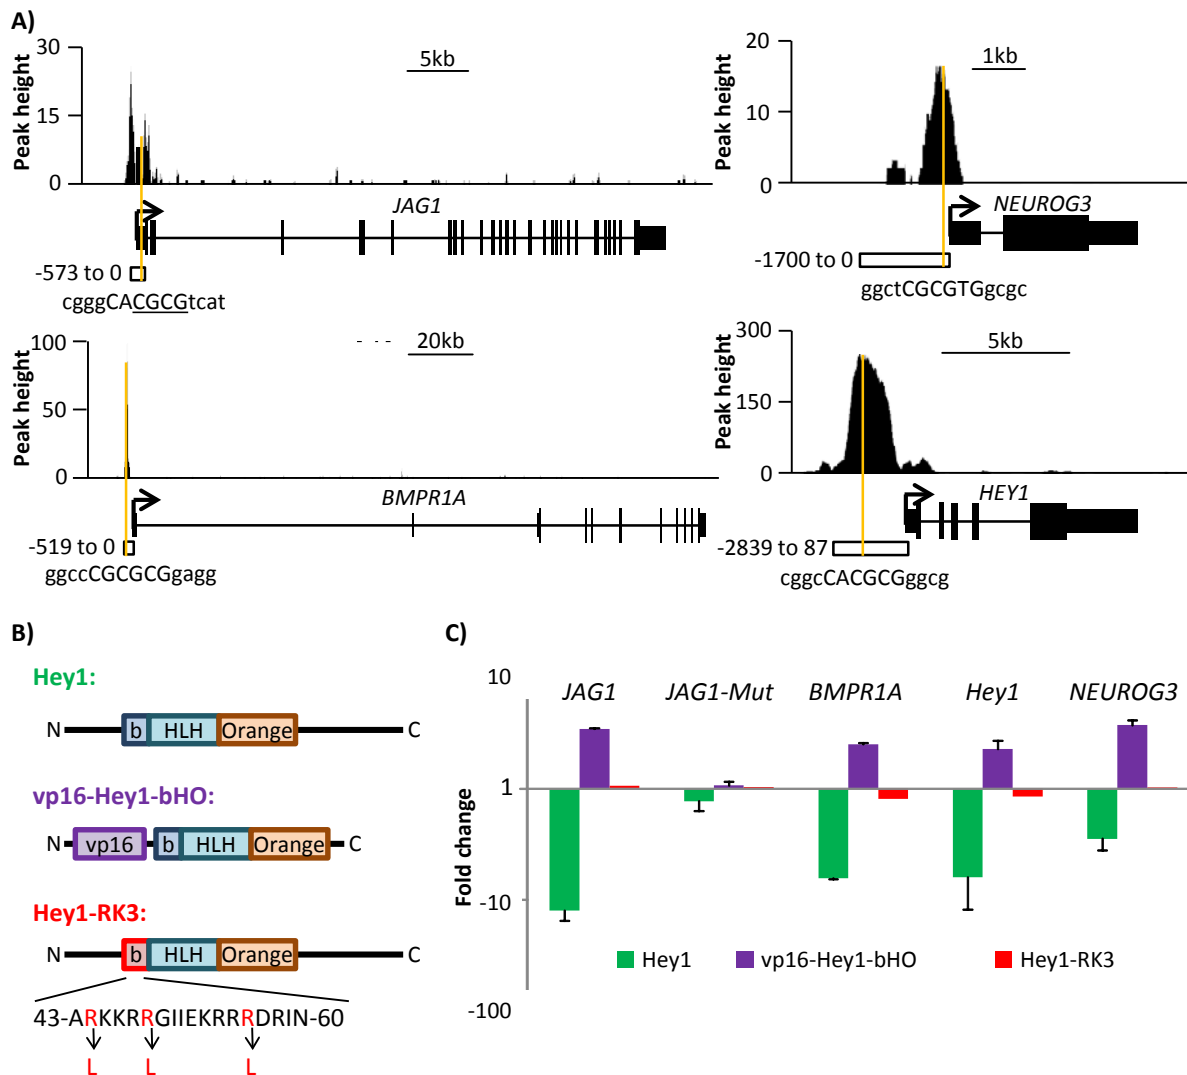 A)
Peak height
30
15
0
5kb
JAG1
-573 to 0
cgggCACGCGtcat
Peak height
20
15
10
0
1kb
NEUROG3
-1700 to 0
ggctCGCGTGgcgc
Peak height
100
50
0
20kb
BMPR1A
-519 to 0
ggccCGCGCGgagg
Peak height
300
150
0
5kb
HEY1
-2839 to 87
cggcCACGCGggcg
B)
Hey1:
N b HLH Orange C
vp16-Hey1-bHO:
N vp16 b HLH Orange C
Hey1-RK3:
N b HLH Orange C
43-ARKKRRGIIEKRRRDRIN-60
L L L
C)
Fold change
10
1
-10
-100
JAG1 JAG1-Mut BMPR1A Hey1 NEUROG3
Hey1 vp16-Hey1-bHO Hey1-RK3